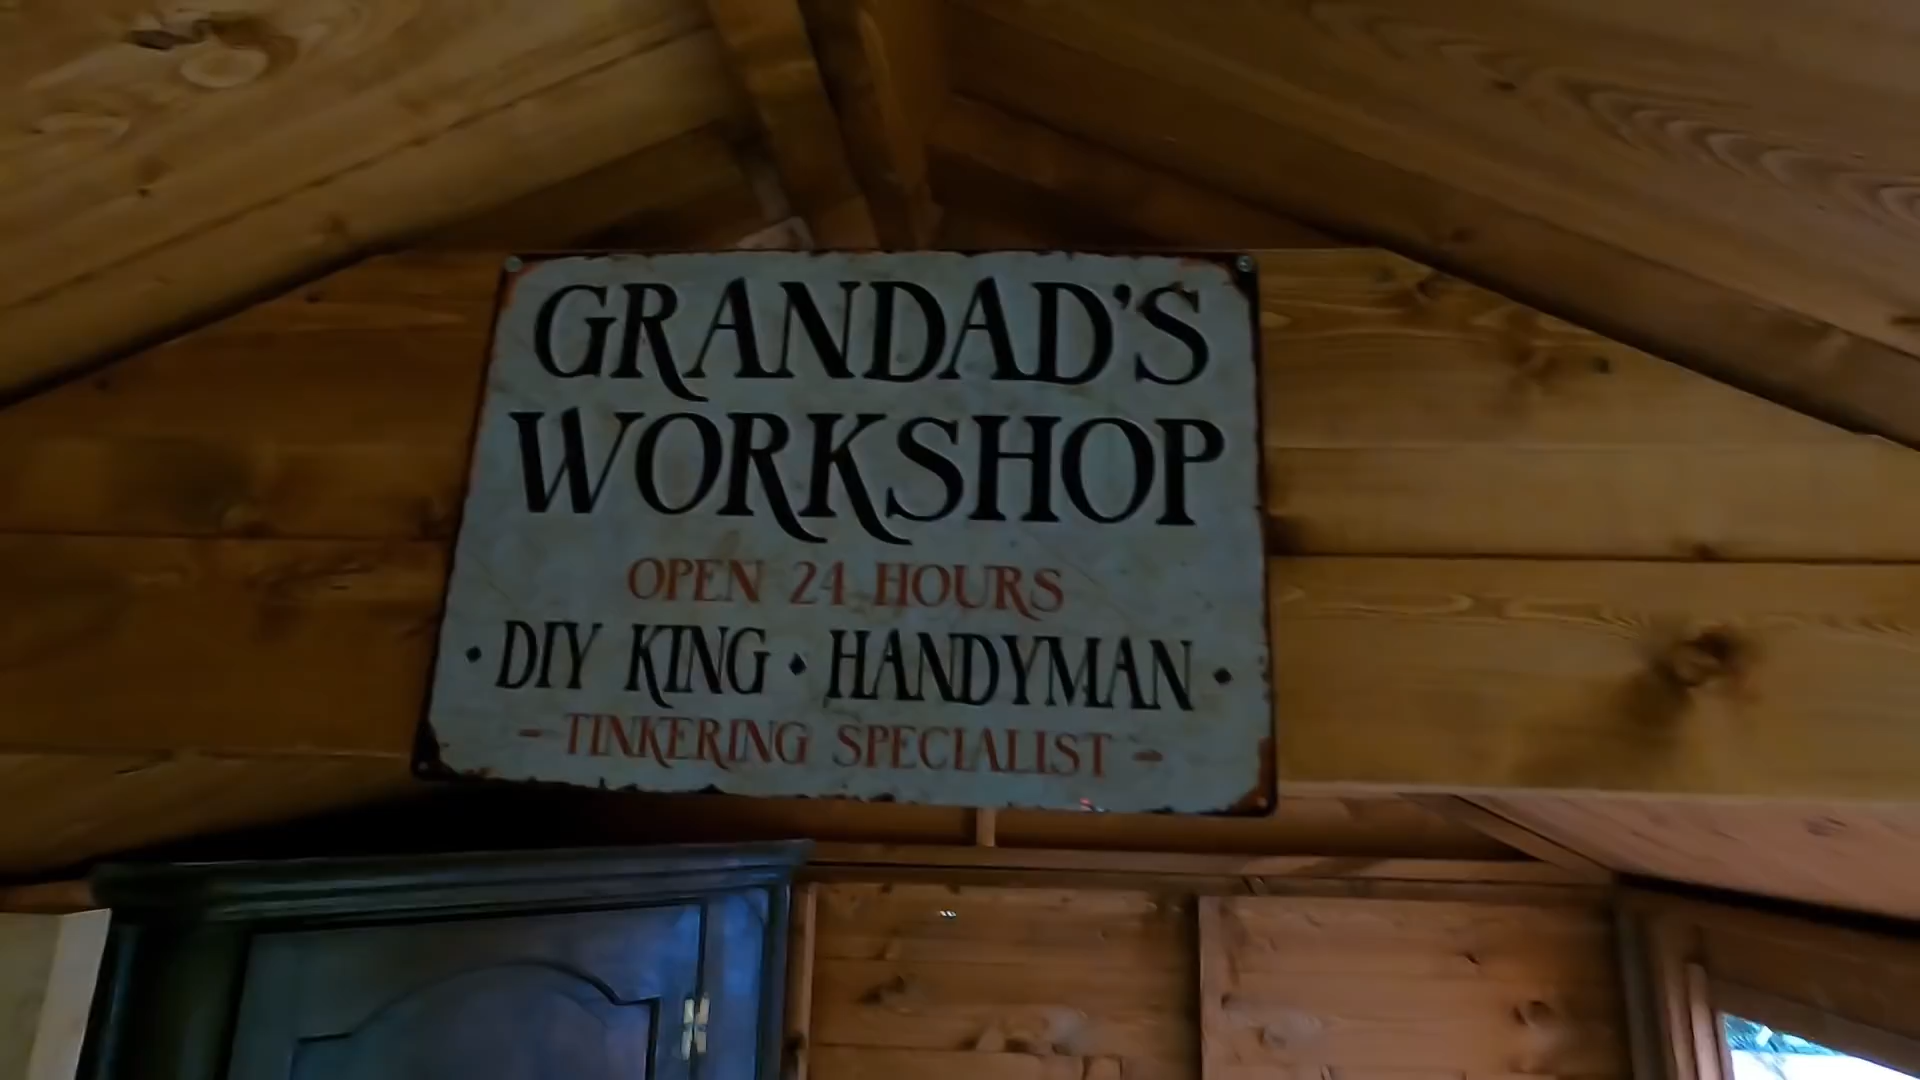 GRANDAD'S
WORKSHOP
OPEN 24 HOURS
• DIY KING • HANDYMAN •
- TINKERING SPECIALIST -